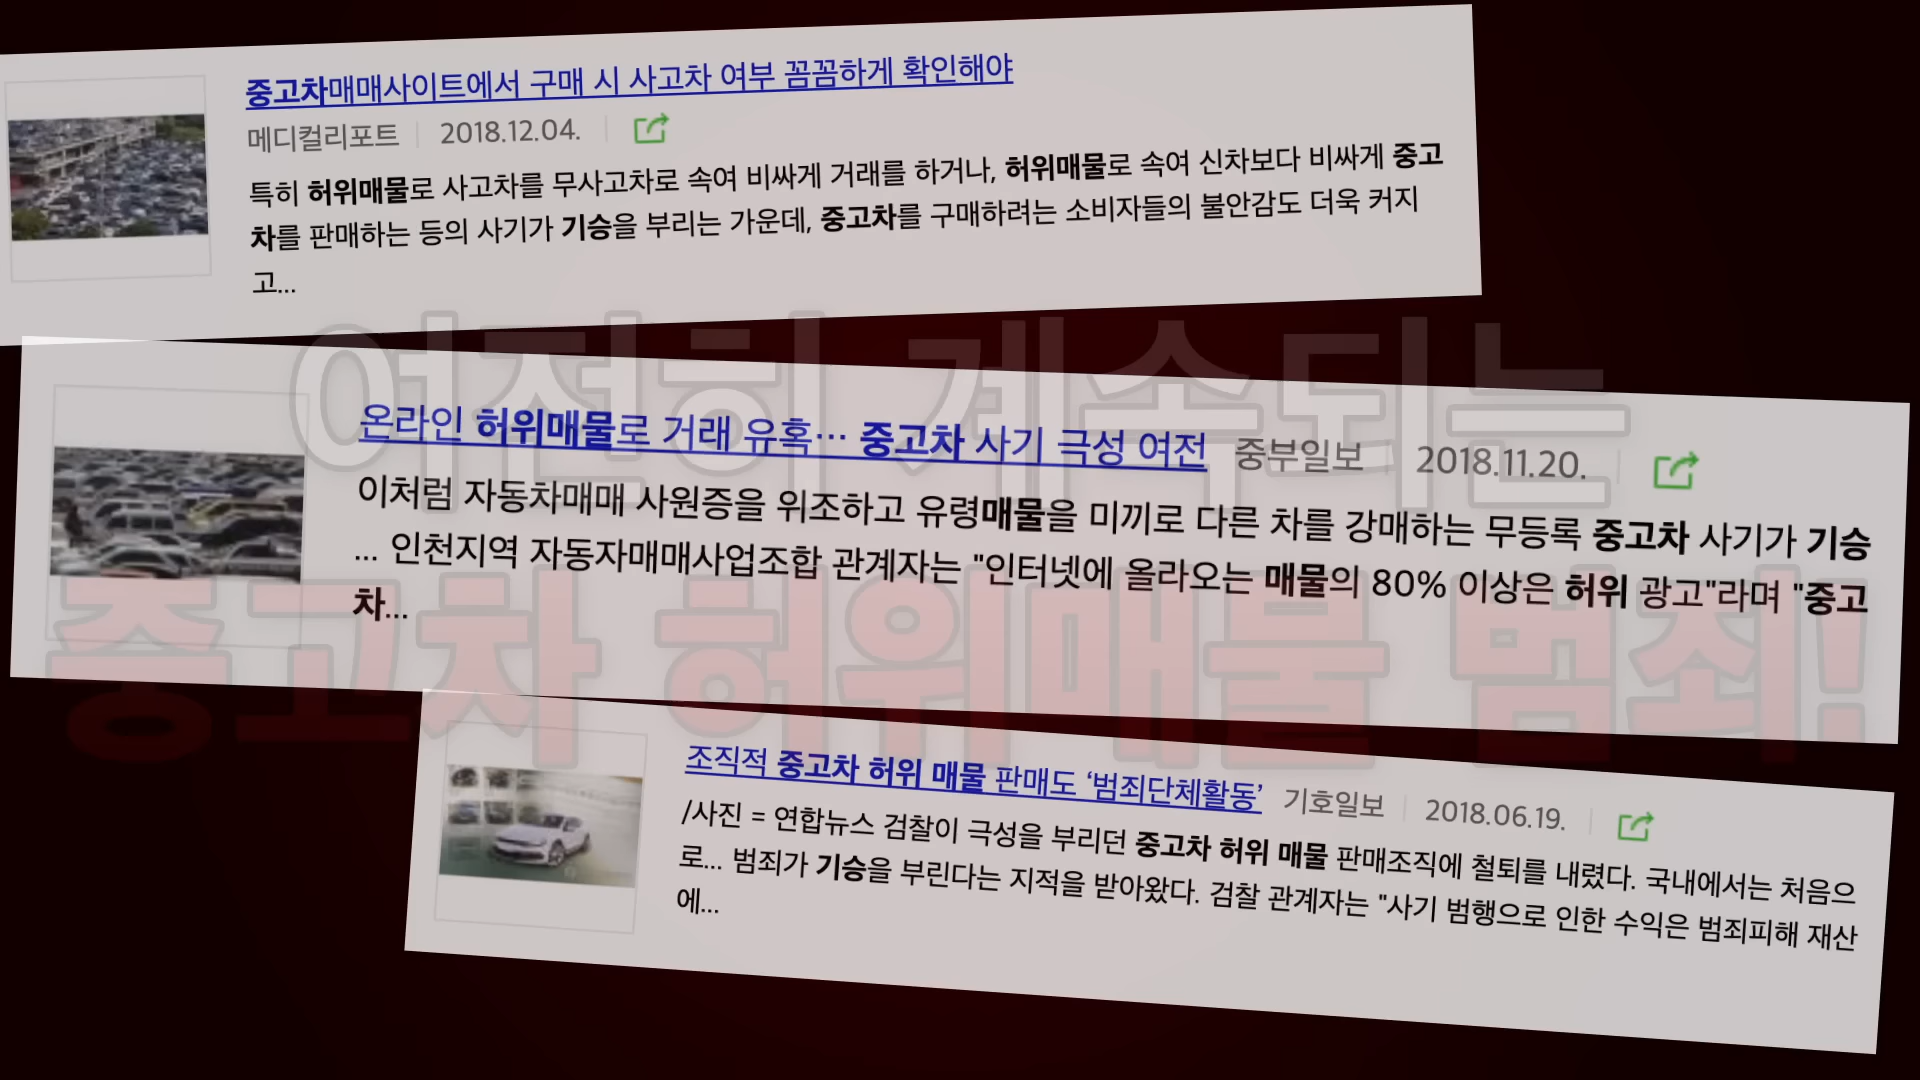 중고차매매사이트에서 구매 시 사고차 여부 꼼꼼하게 확인해야
메디컬리포트 2018.12.04.
특히 허위매물로 사고차를 무사고차로 속여 비싸게 거래를 하거나, 허위매물로 속여 신차보다 비싸게 중고
차를 판매하는 등의 사기가 기승을 부리는 가운데, 중고차를 구매하려는 소비자들의 불안감도 더욱 커지
고...
여전히 계속되는
온라인 허위매물로 거래 유혹… 중고차 사기 극성 여전 중부일보 2018.11.20.
이처럼 자동차매매 사원증을 위조하고 유령매물을 미끼로 다른 차를 강매하는 무등록 중고차 사기가 기승
... 인천지역 자동자매매사업조합 관계자는 "인터넷에 올라오는 매물의 80% 이상은 허위 광고"라며 "중고
차...
중고차 허위매물 범죄!
조직적 중고차 허위 매물 판매도 ‘범죄단체활동’ 기호일보 2018.06.19.
/사진 = 연합뉴스 검찰이 극성을 부리던 중고차 허위 매물 판매조직에 철퇴를 내렸다. 국내에서는 처음으
로... 범죄가 기승을 부린다는 지적을 받아왔다. 검찰 관계자는 "사기 범행으로 인한 수익은 범죄피해 재산
에...